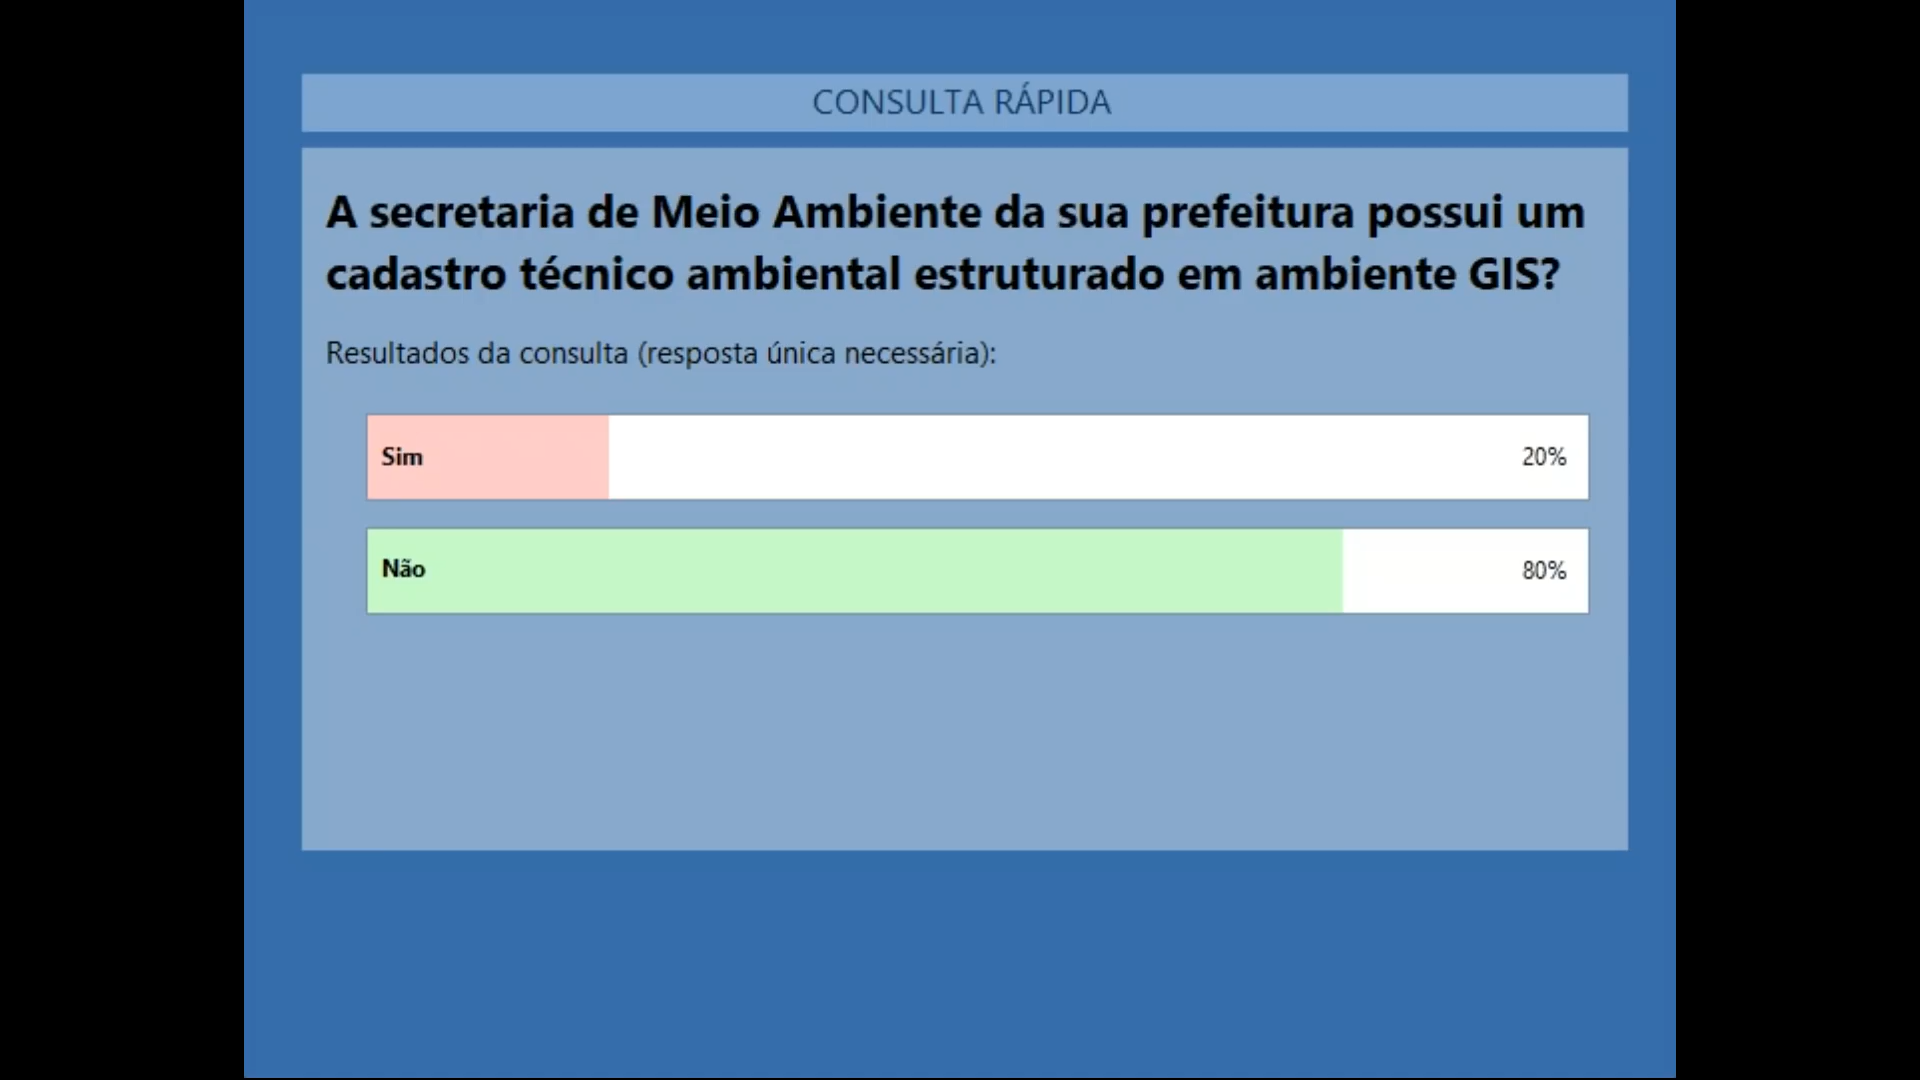 CONSULTA RÁPIDA
A secretaria de Meio Ambiente da sua prefeitura possui um
cadastro técnico ambiental estruturado em ambiente GIS?
Resultados da consulta (resposta única necessária):
Sim 20%
Não 80%